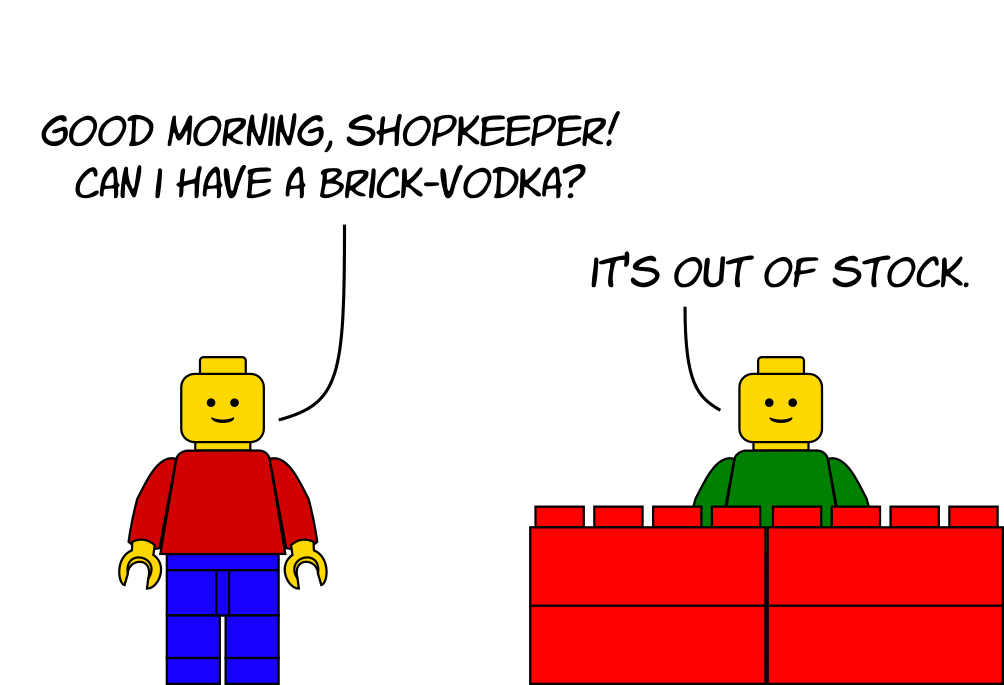 GOOD MORNING, SHOPKEEPER!
CAN I HAVE A BRICK-VODKA?
IT'S OUT OF STOCK.